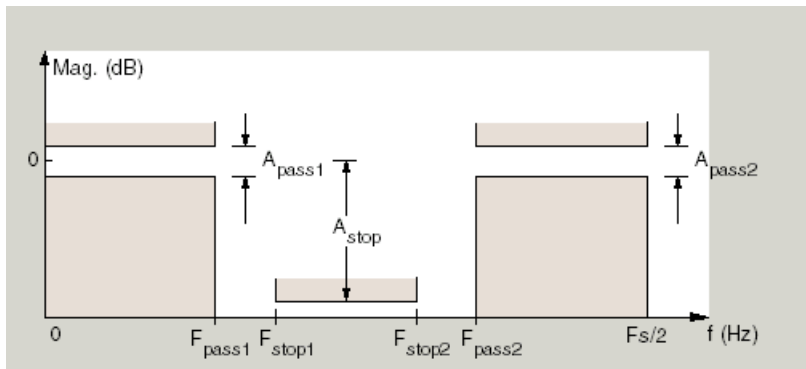 Mag. (dB)
0
Apass1
Apass2
Astop
0
Fpass1
Fstop1
Fstop2
Fpass2
Fs/2
f (Hz)